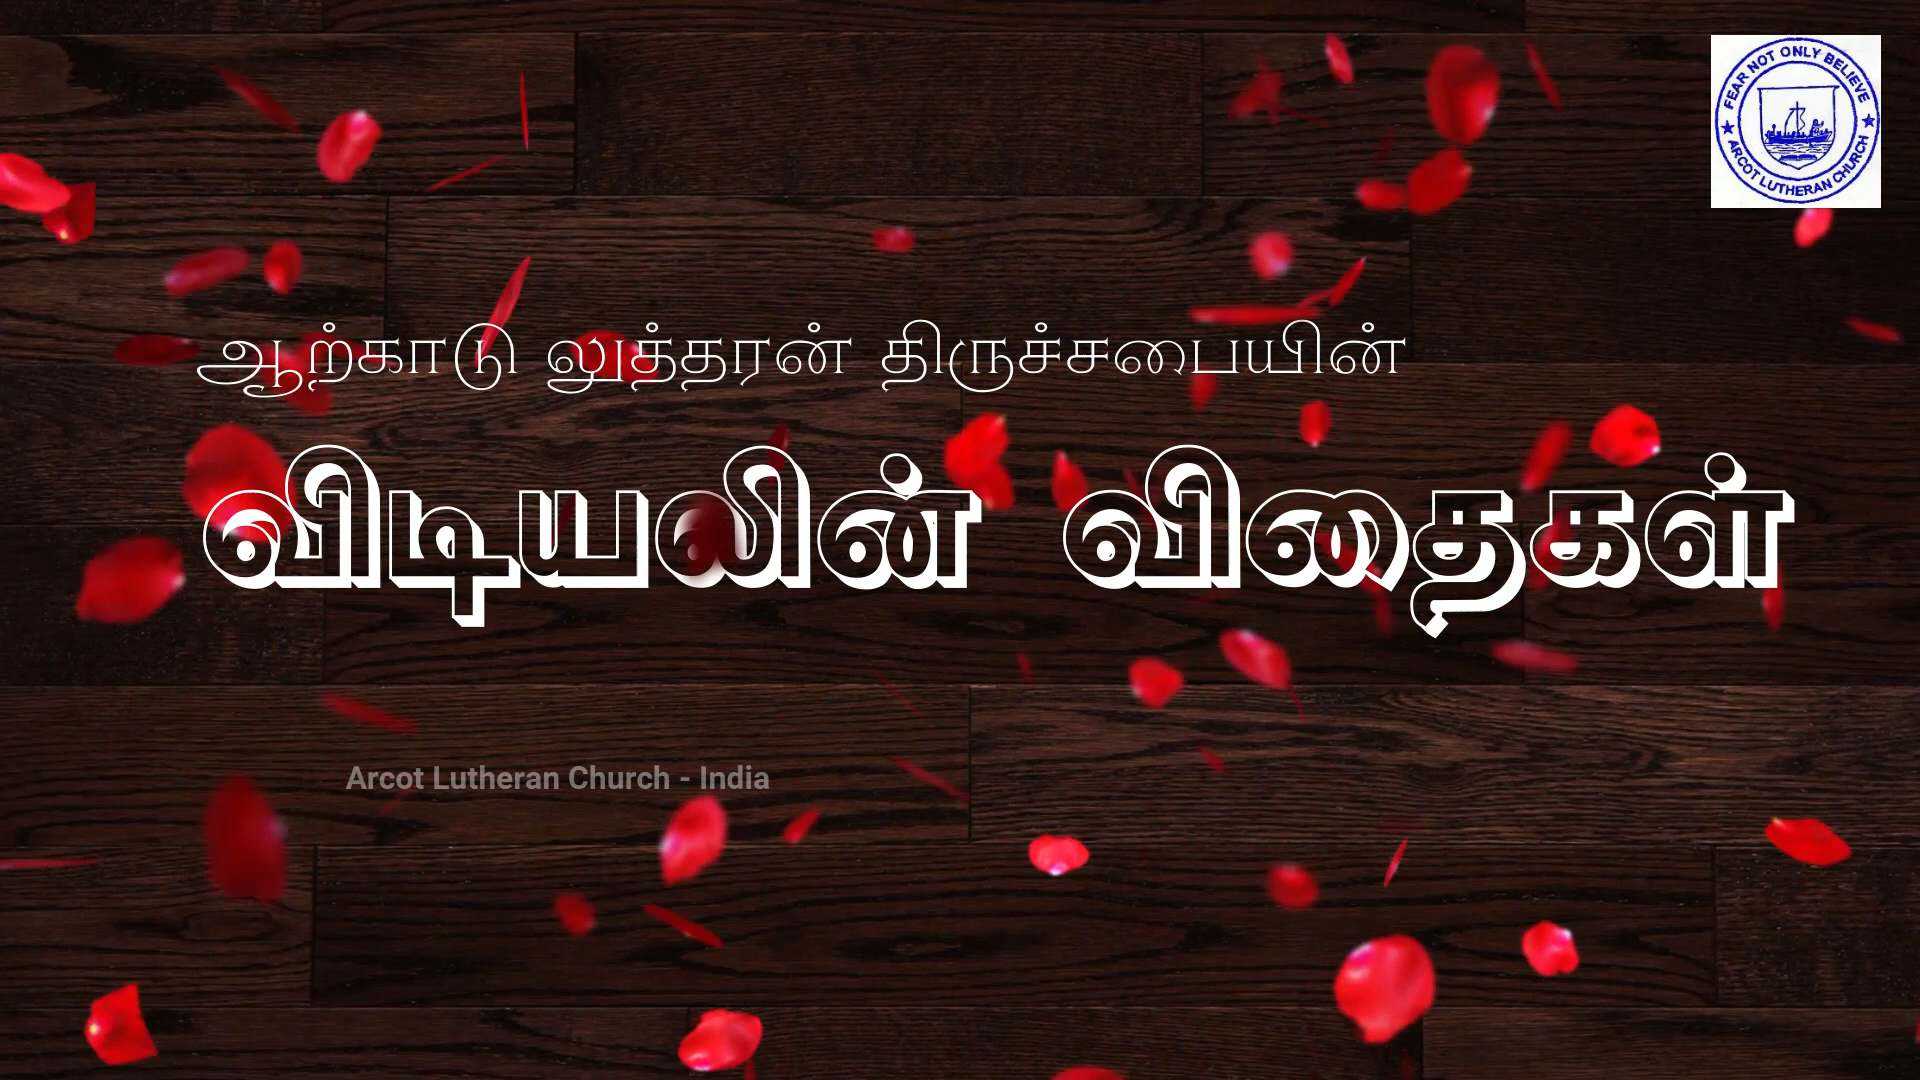 FEAR NOT ONLY BELIEVE
ARCOT LUTHERAN CHURCH
ஆற்காடு லுத்தரன் திருச்சபையின்
விடியலின் விதைகள்
Arcot Lutheran Church - India